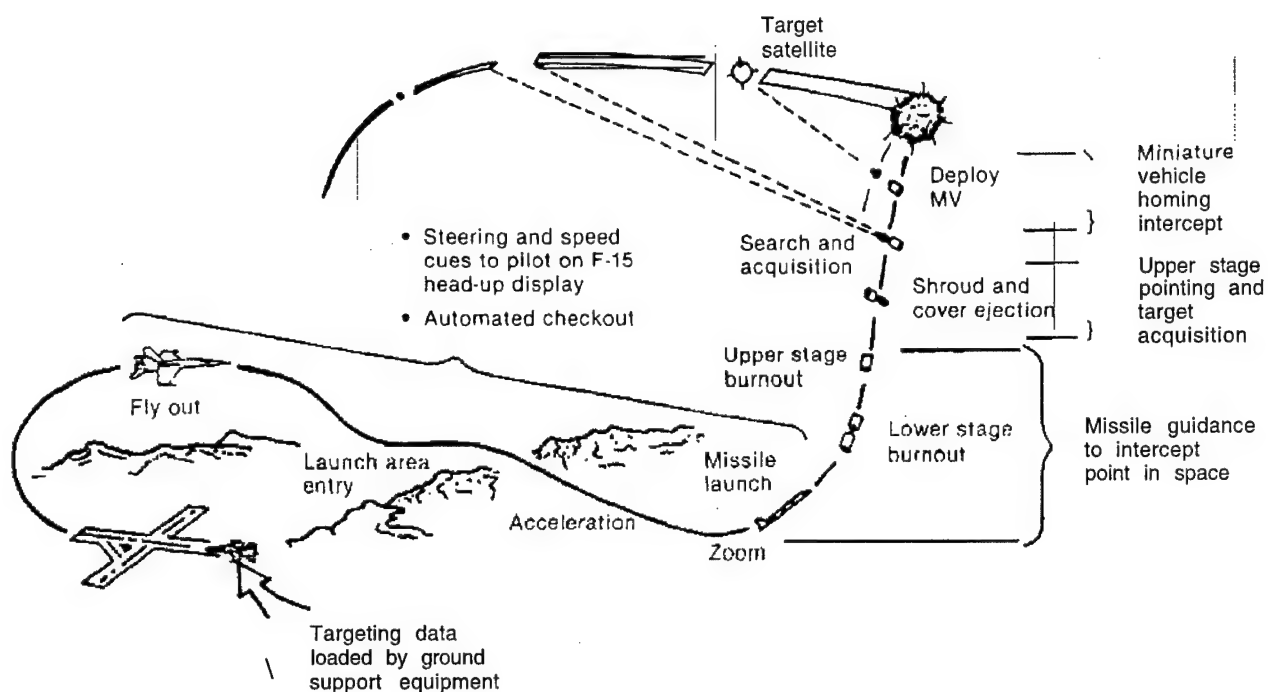 Target
satellite
Deploy
MV
Miniature
vehicle
homing
intercept
• Steering and speed
cues to pilot on F-15
head-up display
• Automated checkout
Search and
acquisition
Shroud and
cover ejection
Upper stage
pointing and
target
acquisition
Upper stage
burnout
Fly out
Lower stage
burnout
Missile guidance
to intercept
point in space
Launch area
entry
Missile
launch
Acceleration
Zoom
Targeting data
loaded by ground
support equipment